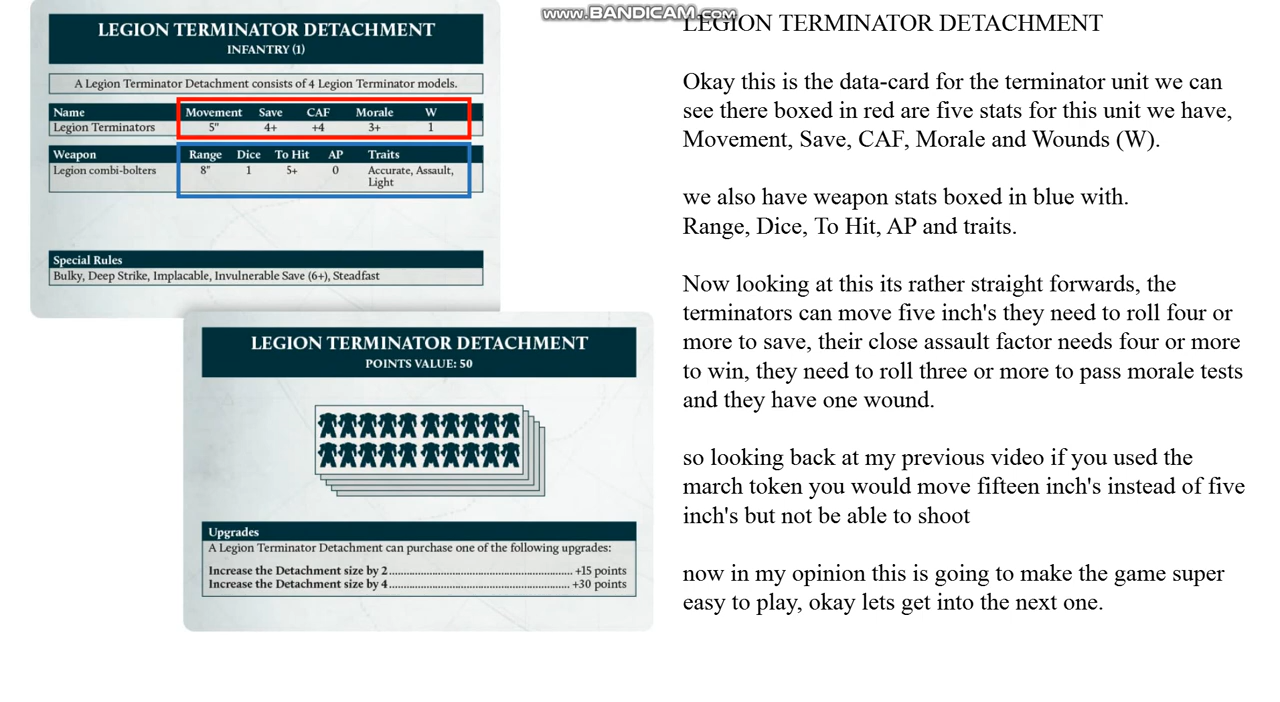 www.BANDICAM.com
LEGION TERMINATOR DETACHMENT
INFANTRY (1)
A Legion Terminator Detachment consists of 4 Legion Terminator models.
Name Movement Save CAF Morale W
Legion Terminators 5" 4+ +4 3+ 1
Weapon Range Dice To Hit AP Traits
Legion combi-bolters 8" 1 5+ 0 Accurate, Assault,
Light
Special Rules
Bulky, Deep Strike, Implacable, Invulnerable Save (6+), Steadfast
LEGION TERMINATOR DETACHMENT
POINTS VALUE: 50
Upgrades
A Legion Terminator Detachment can purchase one of the following upgrades:
Increase the Detachment size by 2 ................................ +15 points
Increase the Detachment size by 4 ................................ +30 points
LEGION TERMINATOR DETACHMENT
Okay this is the data-card for the terminator unit we can
see there boxed in red are five stats for this unit we have,
Movement, Save, CAF, Morale and Wounds (W).
we also have weapon stats boxed in blue with.
Range, Dice, To Hit, AP and traits.
Now looking at this its rather straight forwards, the
terminators can move five inch's they need to roll four or
more to save, their close assault factor needs four or more
to win, they need to roll three or more to pass morale tests
and they have one wound.
so looking back at my previous video if you used the
march token you would move fifteen inch's instead of five
inch's but not be able to shoot
now in my opinion this is going to make the game super
easy to play, okay lets get into the next one.